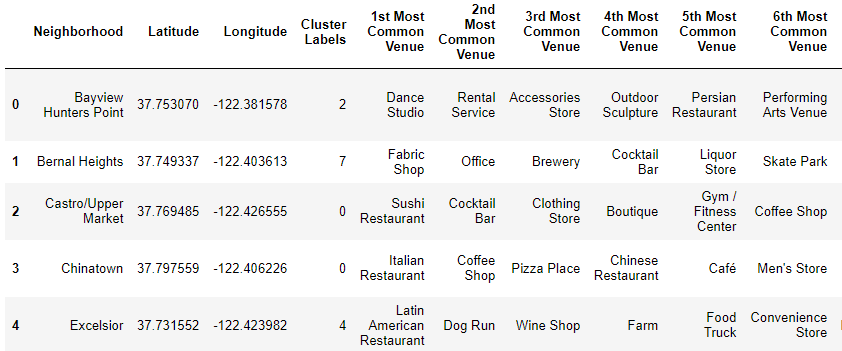 Neighborhood Latitude Longitude Cluster Labels 1st Most Common Venue 2nd Most Common Venue 3rd Most Common Venue 4th Most Common Venue 5th Most Common Venue 6th Most Common Venue
0 Bayview Hunters Point 37.753070 -122.381578 2 Dance Studio Rental Service Accessories Store Outdoor Sculpture Persian Restaurant Performing Arts Venue
1 Bernal Heights 37.749337 -122.403613 7 Fabric Shop Office Brewery Cocktail Bar Liquor Store Skate Park
2 Castro/Upper Market 37.769485 -122.426555 0 Sushi Restaurant Cocktail Bar Clothing Store Boutique Gym / Fitness Center Coffee Shop
3 Chinatown 37.797559 -122.406226 0 Italian Restaurant Coffee Shop Pizza Place Chinese Restaurant Café Men's Store
4 Excelsior 37.731552 -122.423982 4 Latin American Restaurant Dog Run Wine Shop Farm Food Truck Convenience Store